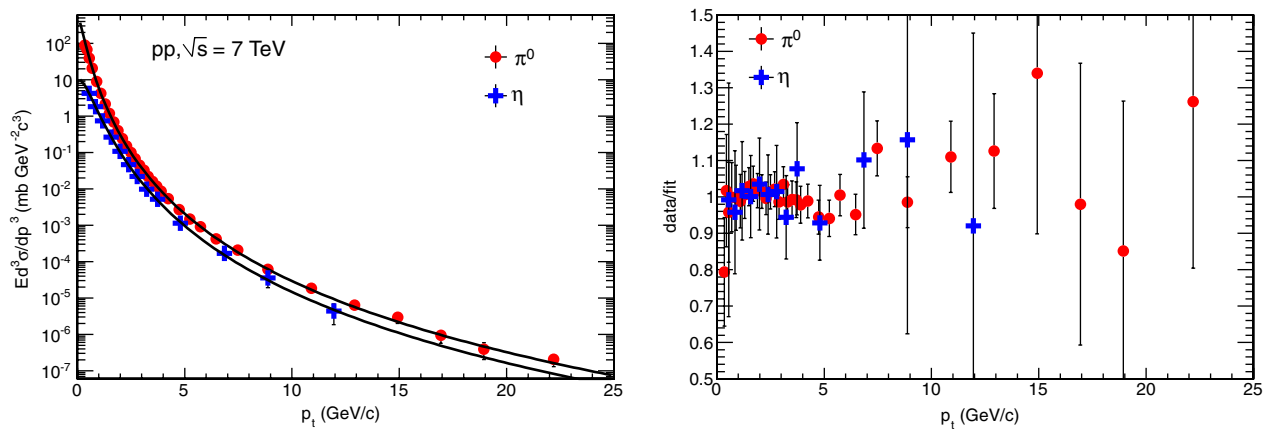 pp, √s = 7 TeV
π⁰
η
Ed³σ/dp³ (mb GeV⁻²c³)
10²
10
1
10⁻¹
10⁻²
10⁻³
10⁻⁴
10⁻⁵
10⁻⁶
10⁻⁷
0 5 10 15 20 25
pₜ (GeV/c)
π⁰
η
data/fit
1.5
1.4
1.3
1.2
1.1
1
0.9
0.8
0.7
0.6
0.5
0 5 10 15 20 25
pₜ (GeV/c)